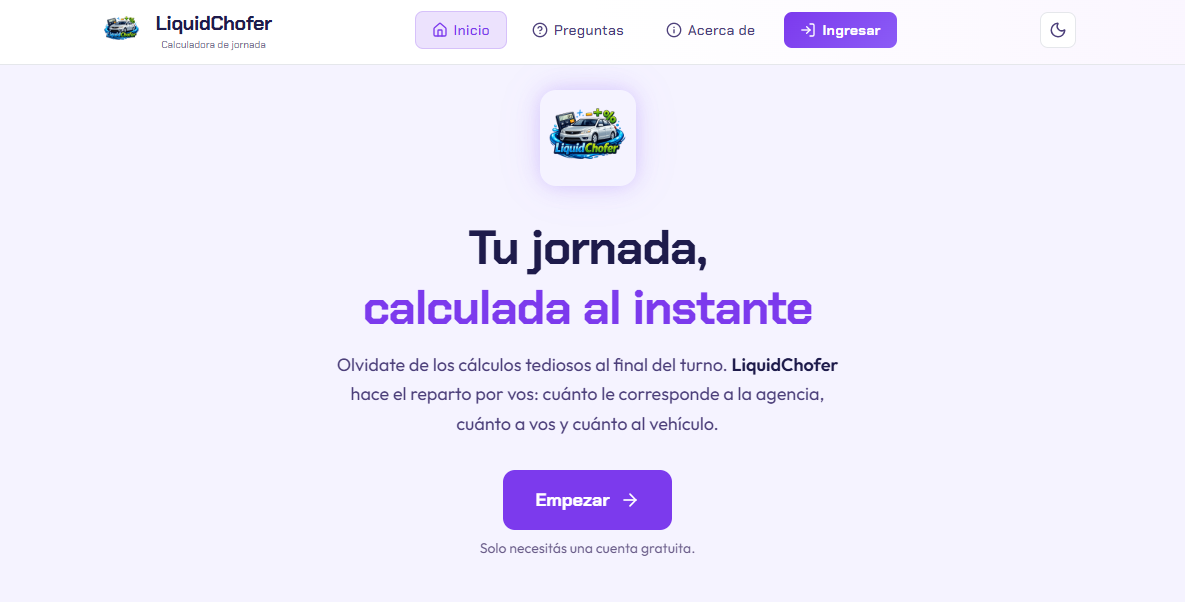 LiquidChofer
Calculadora de jornada
Inicio
Preguntas
Acerca de
Ingresar
+ - + %
LiquidChofer
Tu jornada,
calculada al instante
Olvidate de los cálculos tediosos al final del turno. LiquidChofer
hace el reparto por vos: cuánto le corresponde a la agencia,
cuánto a vos y cuánto al vehículo.
Empezar →
Solo necesitás una cuenta gratuita.